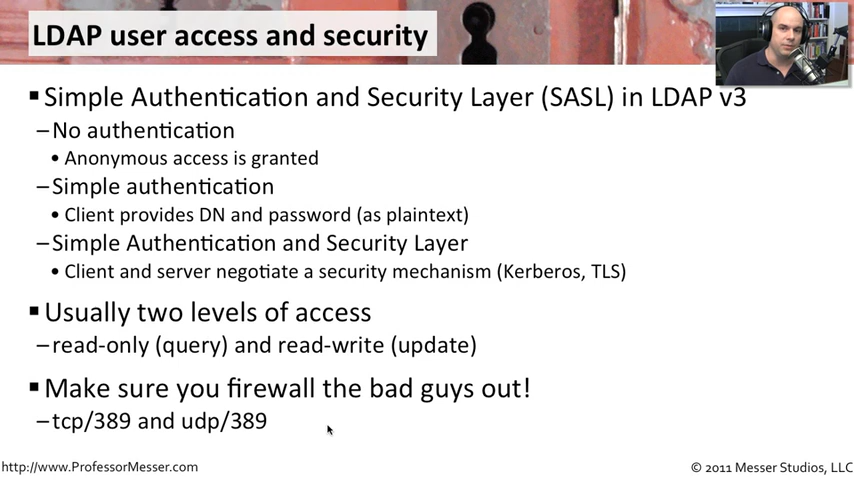 LDAP user access and security
▪ Simple Authentication and Security Layer (SASL) in LDAP v3
– No authentication
• Anonymous access is granted
– Simple authentication
• Client provides DN and password (as plaintext)
– Simple Authentication and Security Layer
• Client and server negotiate a security mechanism (Kerberos, TLS)
▪ Usually two levels of access
– read-only (query) and read-write (update)
▪ Make sure you firewall the bad guys out!
– tcp/389 and udp/389
http://www.ProfessorMesser.com
© 2011 Messer Studios, LLC